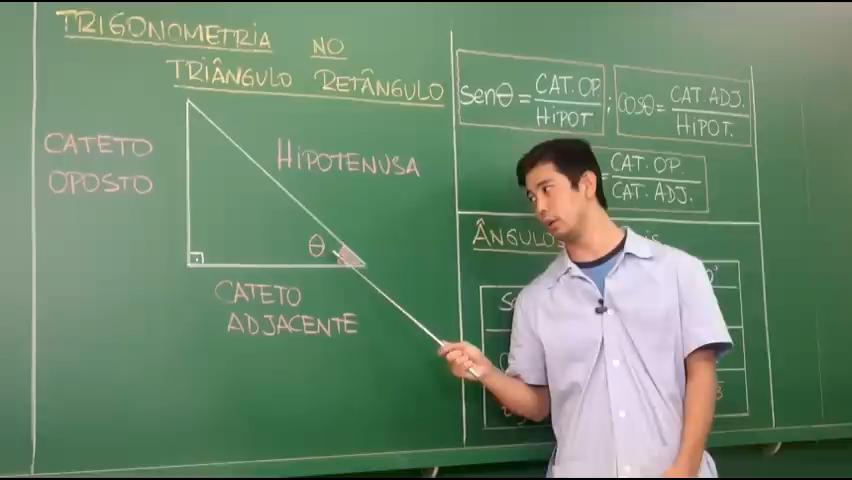 TRIGONOMETRIA NO
TRIÂNGULO RETÂNGULO
CATETO
OPOSTO
HIPOTENUSA
θ
CATETO
ADJACENTE
senθ = CAT. OP. / HIPOT ; cosθ = CAT. ADJ. / HIPOT.
= CAT. OP. / CAT. ADJ.